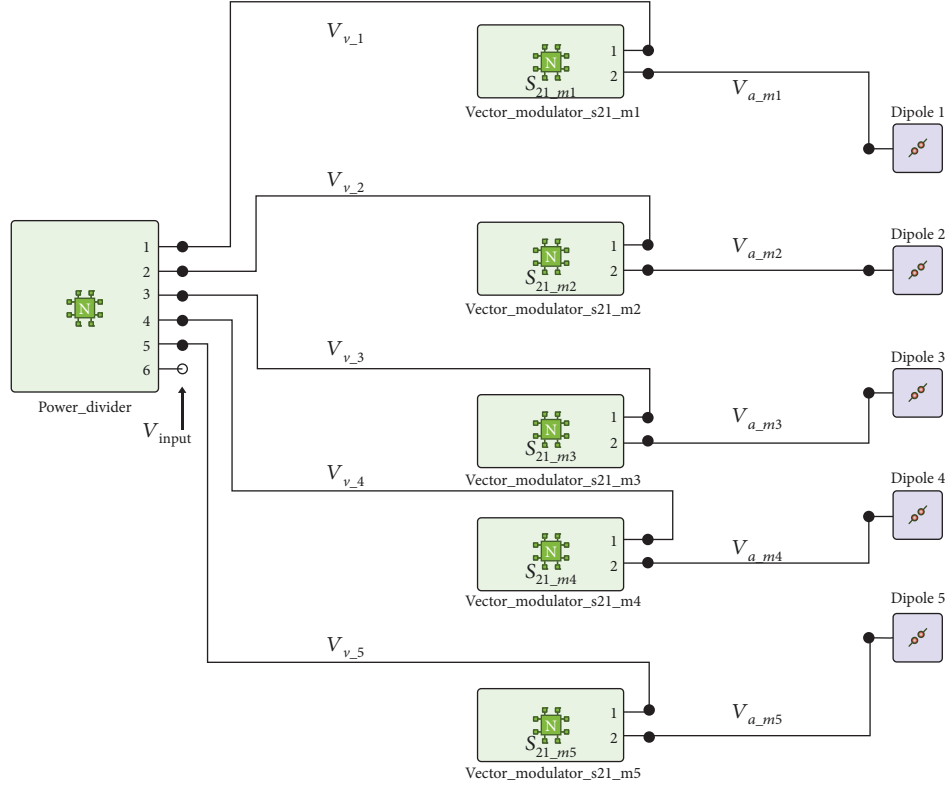 V_v_1
1
2
N
S_21_m1
Vector_modulator_s21_m1
V_a_m1
Dipole 1
V_v_2
1
2
N
S_21_m2
Vector_modulator_s21_m2
V_a_m2
Dipole 2
1
2
3
4
5
6
N
Power_divider
V_input
V_v_3
1
2
N
S_21_m3
Vector_modulator_s21_m3
V_a_m3
Dipole 3
V_v_4
1
2
N
S_21_m4
Vector_modulator_s21_m4
V_a_m4
Dipole 4
V_v_5
1
2
N
S_21_m5
Vector_modulator_s21_m5
V_a_m5
Dipole 5